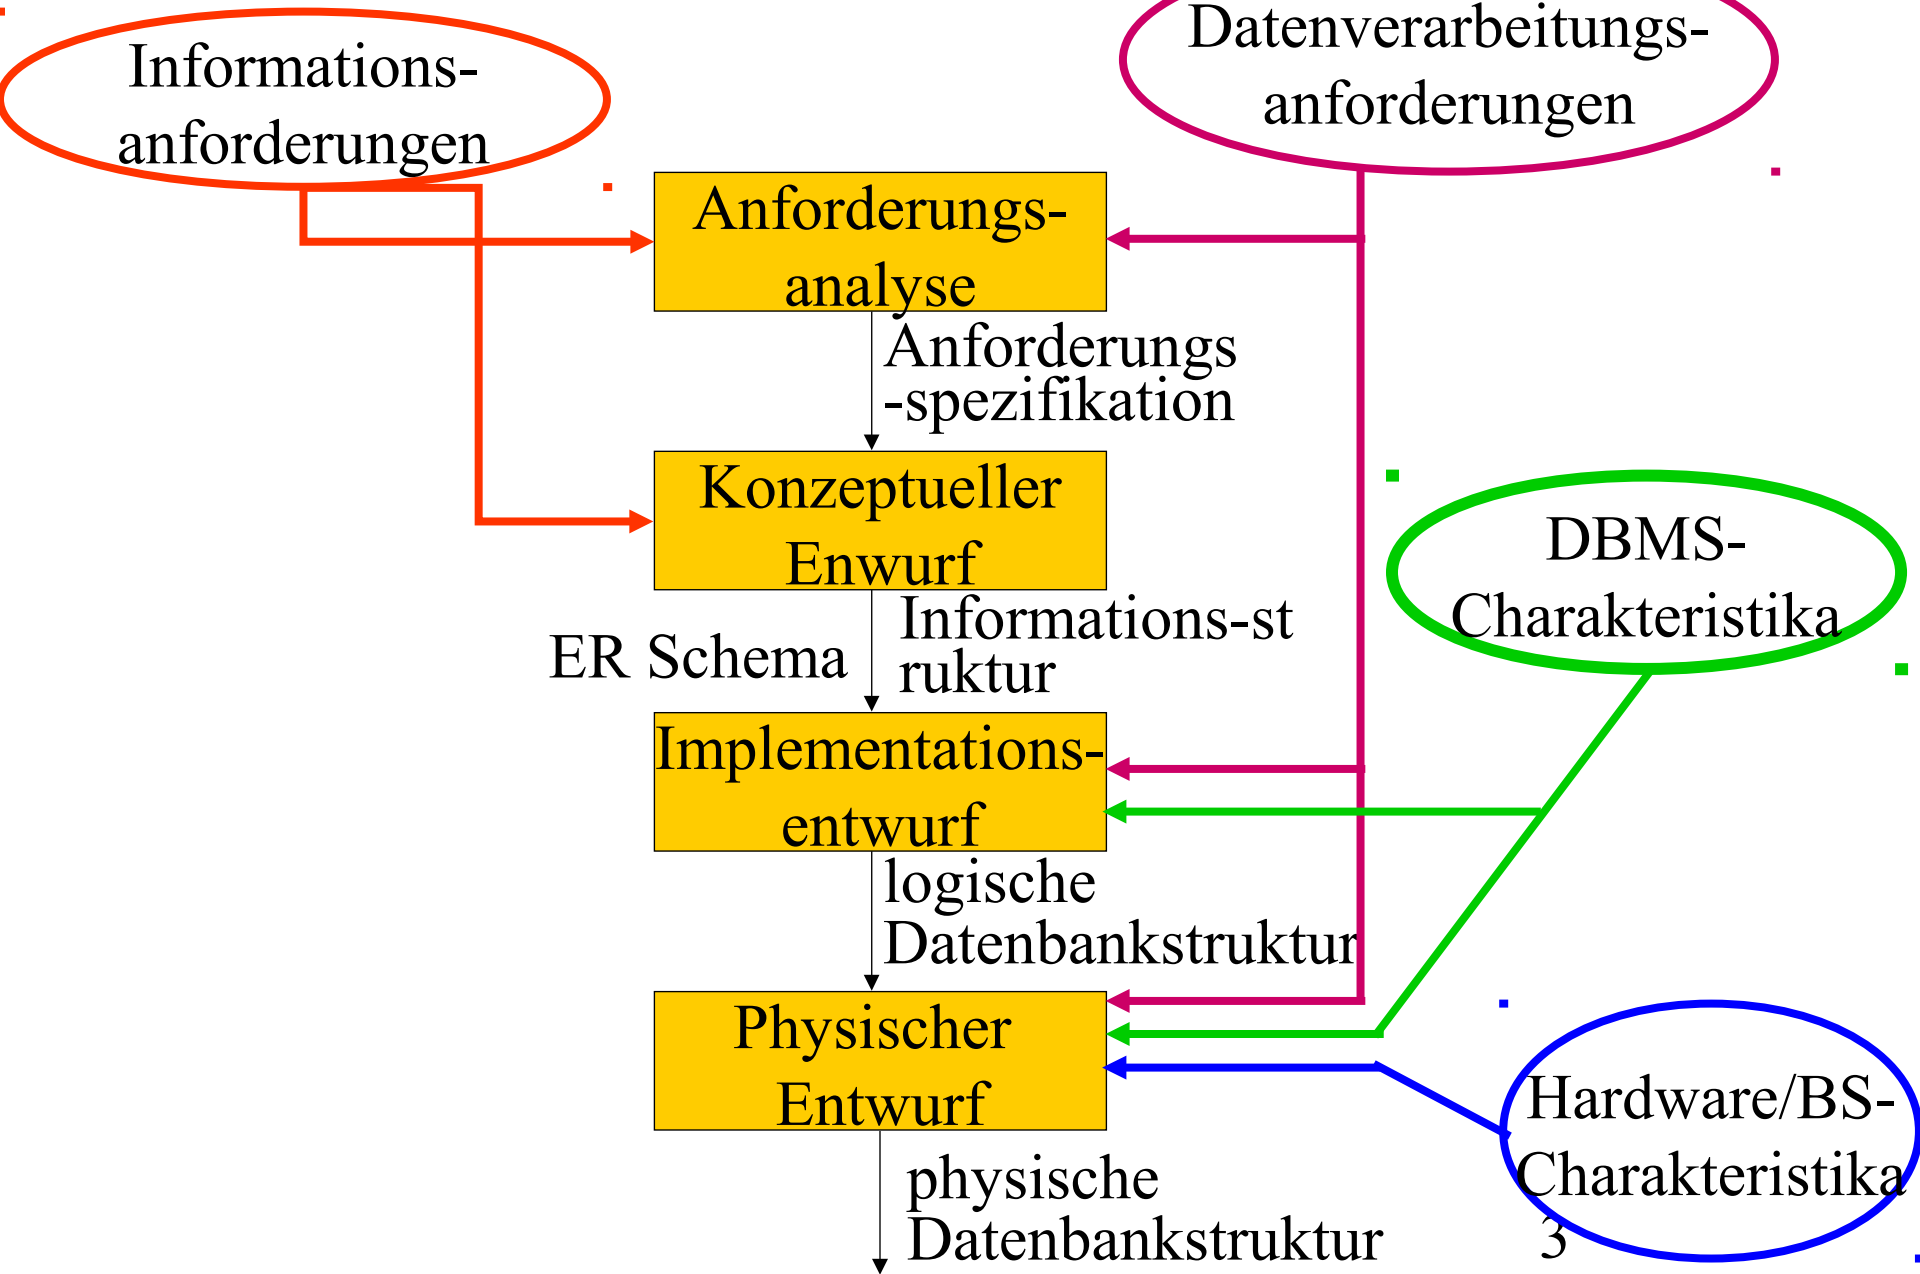 Informations-
anforderungen
Datenverarbeitungs-
anforderungen
Anforderungs-
analyse
Anforderungs
-spezifikation
Konzeptueller
Enwurf
DBMS-
Charakteristika
ER Schema
Informations-st
ruktur
Implementations-
entwurf
logische
Datenbankstruktur
Physischer
Entwurf
Hardware/BS-
Charakteristika
physische
Datenbankstruktur
3